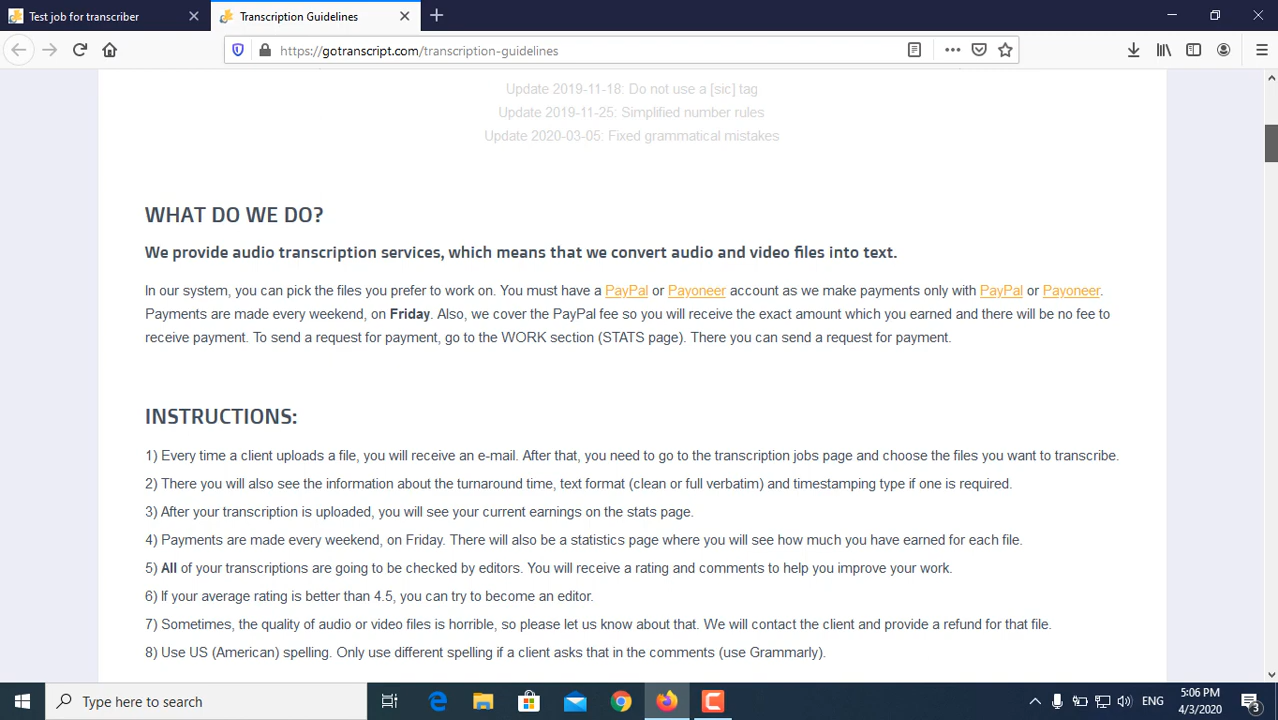 Test job for transcriber
Transcription Guidelines
https://gotranscript.com/transcription-guidelines
Update 2019-11-18: Do not use a [sic] tag
Update 2019-11-25: Simplified number rules
Update 2020-03-05: Fixed grammatical mistakes
WHAT DO WE DO?
We provide audio transcription services, which means that we convert audio and video files into text.
In our system, you can pick the files you prefer to work on. You must have a PayPal or Payoneer account as we make payments only with PayPal or Payoneer.
Payments are made every weekend, on Friday. Also, we cover the PayPal fee so you will receive the exact amount which you earned and there will be no fee to
receive payment. To send a request for payment, go to the WORK section (STATS page). There you can send a request for payment.
INSTRUCTIONS:
1) Every time a client uploads a file, you will receive an e-mail. After that, you need to go to the transcription jobs page and choose the files you want to transcribe.
2) There you will also see the information about the turnaround time, text format (clean or full verbatim) and timestamping type if one is required.
3) After your transcription is uploaded, you will see your current earnings on the stats page.
4) Payments are made every weekend, on Friday. There will also be a statistics page where you will see how much you have earned for each file.
5) All of your transcriptions are going to be checked by editors. You will receive a rating and comments to help you improve your work.
6) If your average rating is better than 4.5, you can try to become an editor.
7) Sometimes, the quality of audio or video files is horrible, so please let us know about that. We will contact the client and provide a refund for that file.
8) Use US (American) spelling. Only use different spelling if a client asks that in the comments (use Grammarly).
Type here to search
ENG
5:06 PM
4/3/2020
3